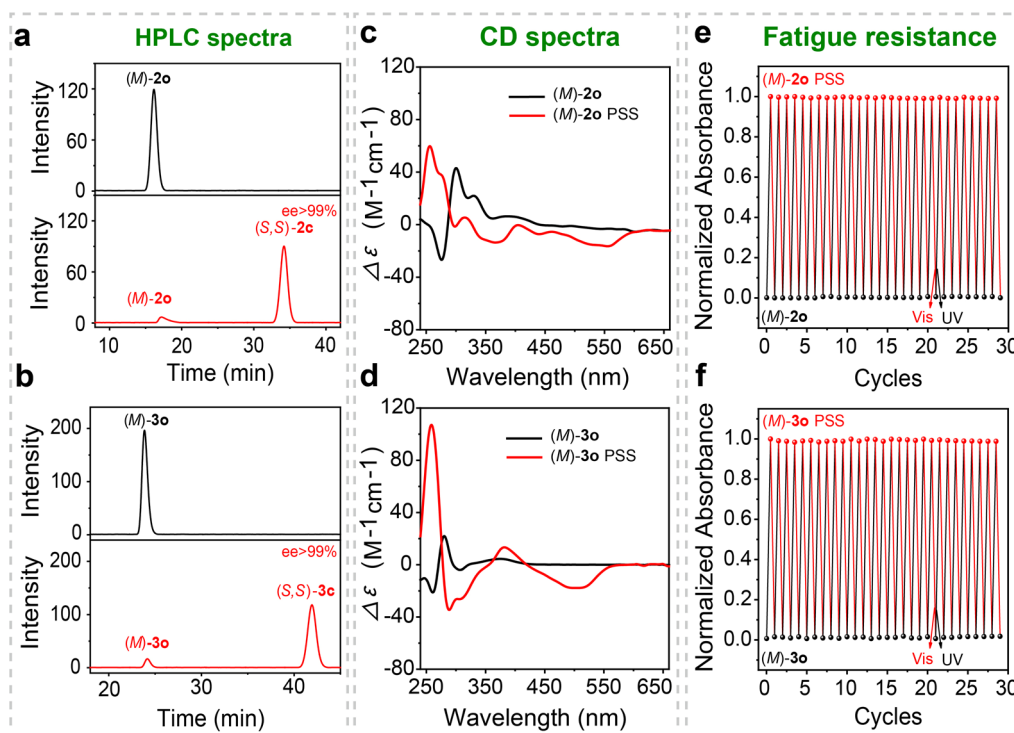 a
HPLC spectra
(M)-2o
120
60
0
Intensity
ee>99%
(S,S)-2c
120
60
0
Intensity
(M)-2o
10 20 30 40
Time (min)
b
(M)-3o
200
100
0
Intensity
ee>99%
(S,S)-3c
200
100
0
Intensity
(M)-3o
20 30 40
Time (min)
c
CD spectra
120
80
40
0
-40
-80
Δε (M-1cm-1)
(M)-2o
(M)-2o PSS
250 350 450 550 650
Wavelength (nm)
d
120
80
40
0
-40
-80
Δε (M-1cm-1)
(M)-3o
(M)-3o PSS
250 350 450 550 650
Wavelength (nm)
e
Fatigue resistance
(M)-2o PSS
1.0
0.8
0.6
0.4
0.2
0.0
Normalized Absorbance
(M)-2o
Vis UV
0 5 10 15 20 25 30
Cycles
f
(M)-3o PSS
1.0
0.8
0.6
0.4
0.2
0.0
Normalized Absorbance
(M)-3o
Vis UV
0 5 10 15 20 25 30
Cycles